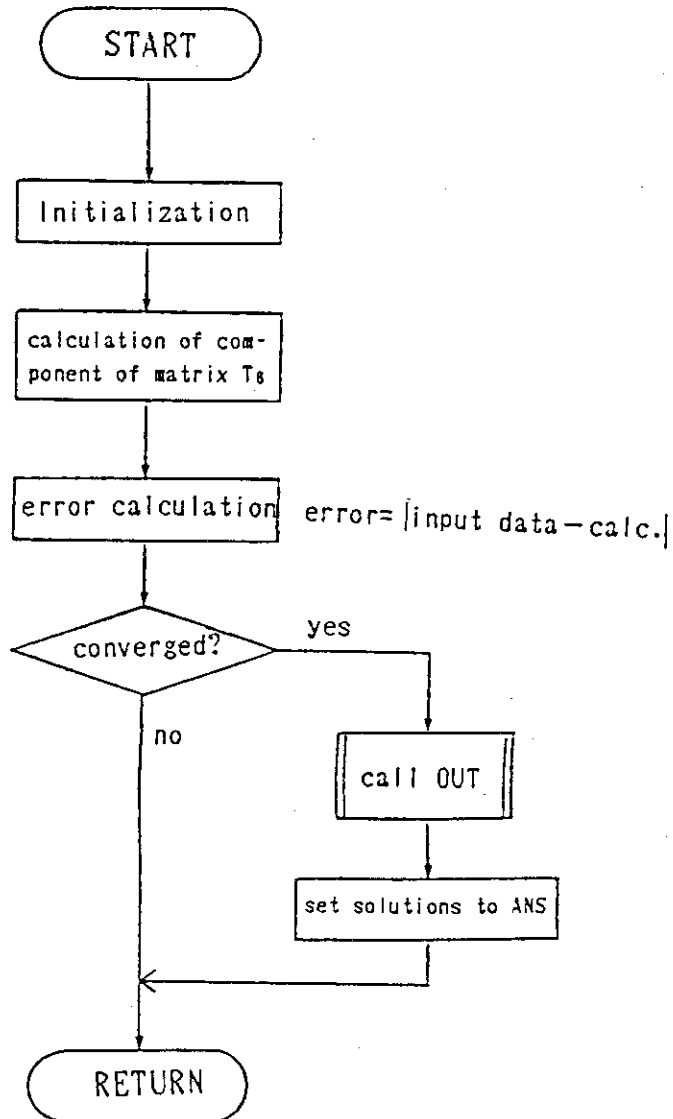 START
Initialization
calculation of com-
ponent of matrix T₆
error calculation
error= |input data-calc.|
converged?
yes
no
call OUT
set solutions to ANS
RETURN